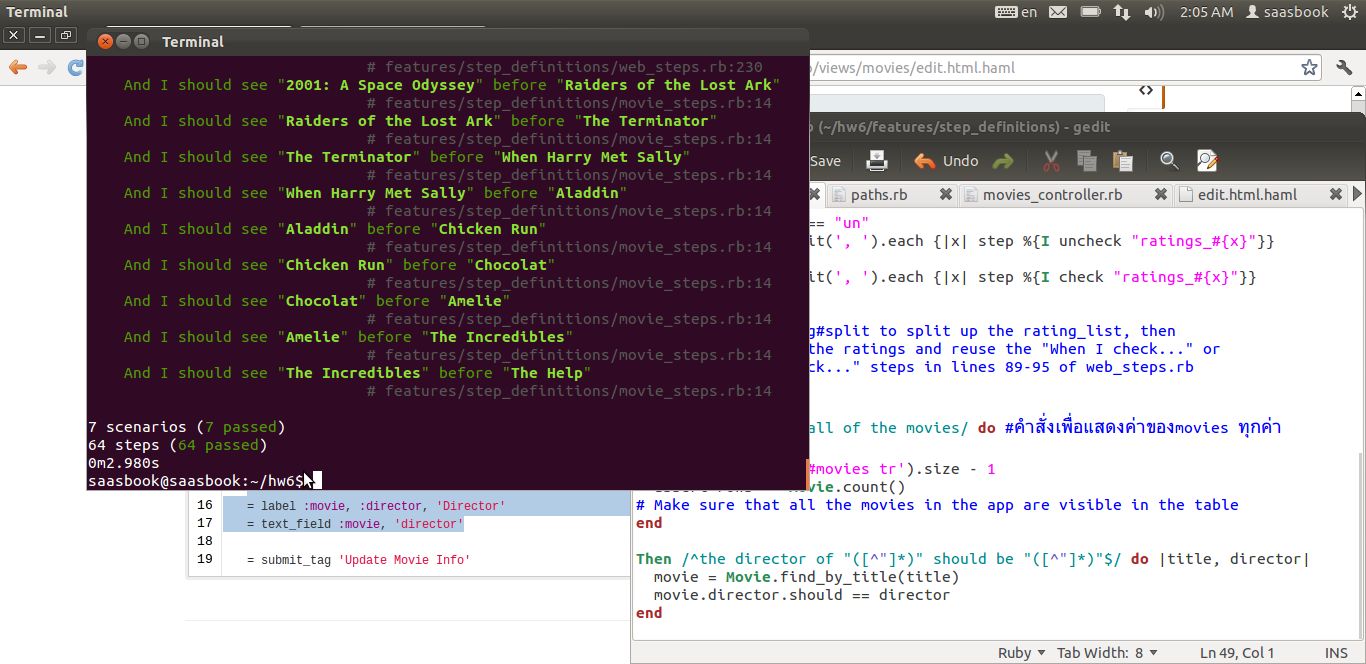 Terminal
en
2:05 AM
saasbook
Terminal
# features/step_definitions/web_steps.rb:230
And I should see "2001: A Space Odyssey" before "Raiders of the Lost Ark"
# features/step_definitions/movie_steps.rb:14
And I should see "Raiders of the Lost Ark" before "The Terminator"
# features/step_definitions/movie_steps.rb:14
And I should see "The Terminator" before "When Harry Met Sally"
# features/step_definitions/movie_steps.rb:14
And I should see "When Harry Met Sally" before "Aladdin"
# features/step_definitions/movie_steps.rb:14
And I should see "Aladdin" before "Chicken Run"
# features/step_definitions/movie_steps.rb:14
And I should see "Chicken Run" before "Chocolat"
# features/step_definitions/movie_steps.rb:14
And I should see "Chocolat" before "Amelie"
# features/step_definitions/movie_steps.rb:14
And I should see "Amelie" before "The Incredibles"
# features/step_definitions/movie_steps.rb:14
And I should see "The Incredibles" before "The Help"
# features/step_definitions/movie_steps.rb:14
7 scenarios (7 passed)
64 steps (64 passed)
0m2.980s
saasbook@saasbook:~/hw6$
16 = label :movie, :director, 'Director'
17 = text_field :movie, 'director'
18
19 = submit_tag 'Update Movie Info'
/views/movies/edit.html.haml
(~/hw6/features/step_definitions) - gedit
Save
Undo
paths.rb
movies_controller.rb
edit.html.haml
== "un"
it(', ').each {|x| step %{I uncheck "ratings_#{x}"}}
it(', ').each {|x| step %{I check "ratings_#{x}"}}
g#split to split up the rating_list, then
the ratings and reuse the "When I check..." or
ck..." steps in lines 89-95 of web_steps.rb
all of the movies/ do #คำสั่งเพื่อแสดงค่าของmovies ทุกค่า
#movies tr').size - 1
vie.count()
# Make sure that all the movies in the app are visible in the table
end
Then /^the director of "([^"]*)" should be "([^"]*)"$/ do |title, director|
movie = Movie.find_by_title(title)
movie.director.should == director
end
Ruby
Tab Width: 8
Ln 49, Col 1
INS